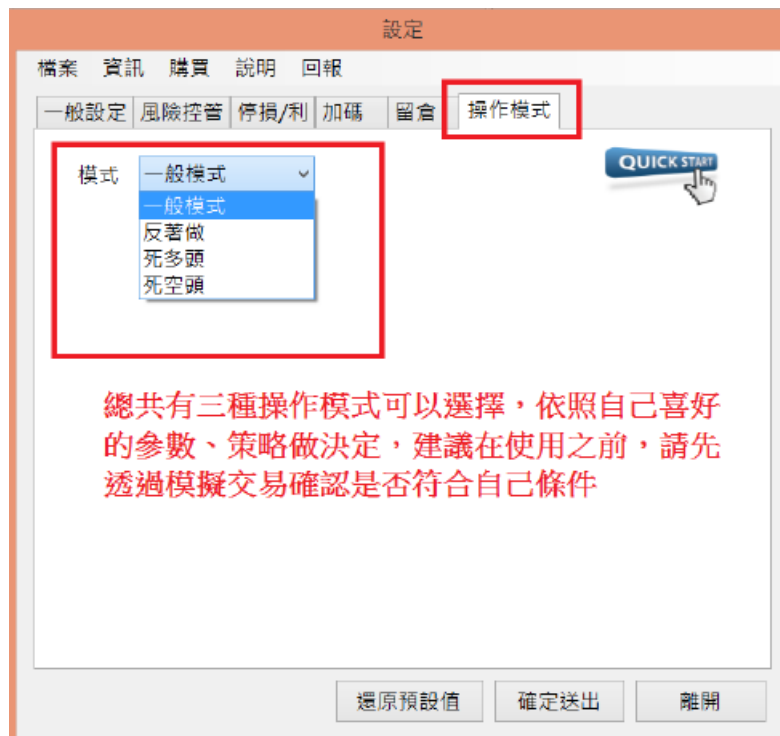 設定
檔案 資訊 購買 說明 回報
一般設定 風險控管 停損/利 加碼 留倉 操作模式
QUICK START
模式 一般模式
一般模式
反著做
死多頭
死空頭
總共有三種操作模式可以選擇，依照自己喜好
的參數、策略做決定，建議在使用之前，請先
透過模擬交易確認是否符合自己條件
還原預設值 確定送出 離開